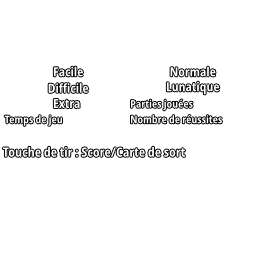 Facile Normale
Difficile Lunatique
Extra Parties jouées
Temps de jeu Nombre de réussites
Touche de tir : Score/Carte de sort